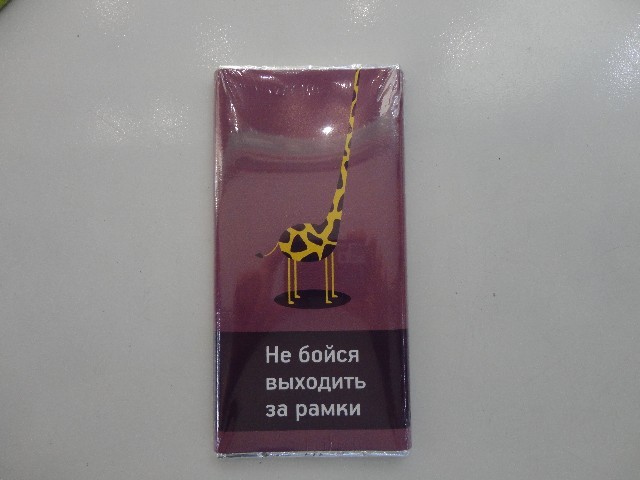 Не бойся
выходить
за рамки